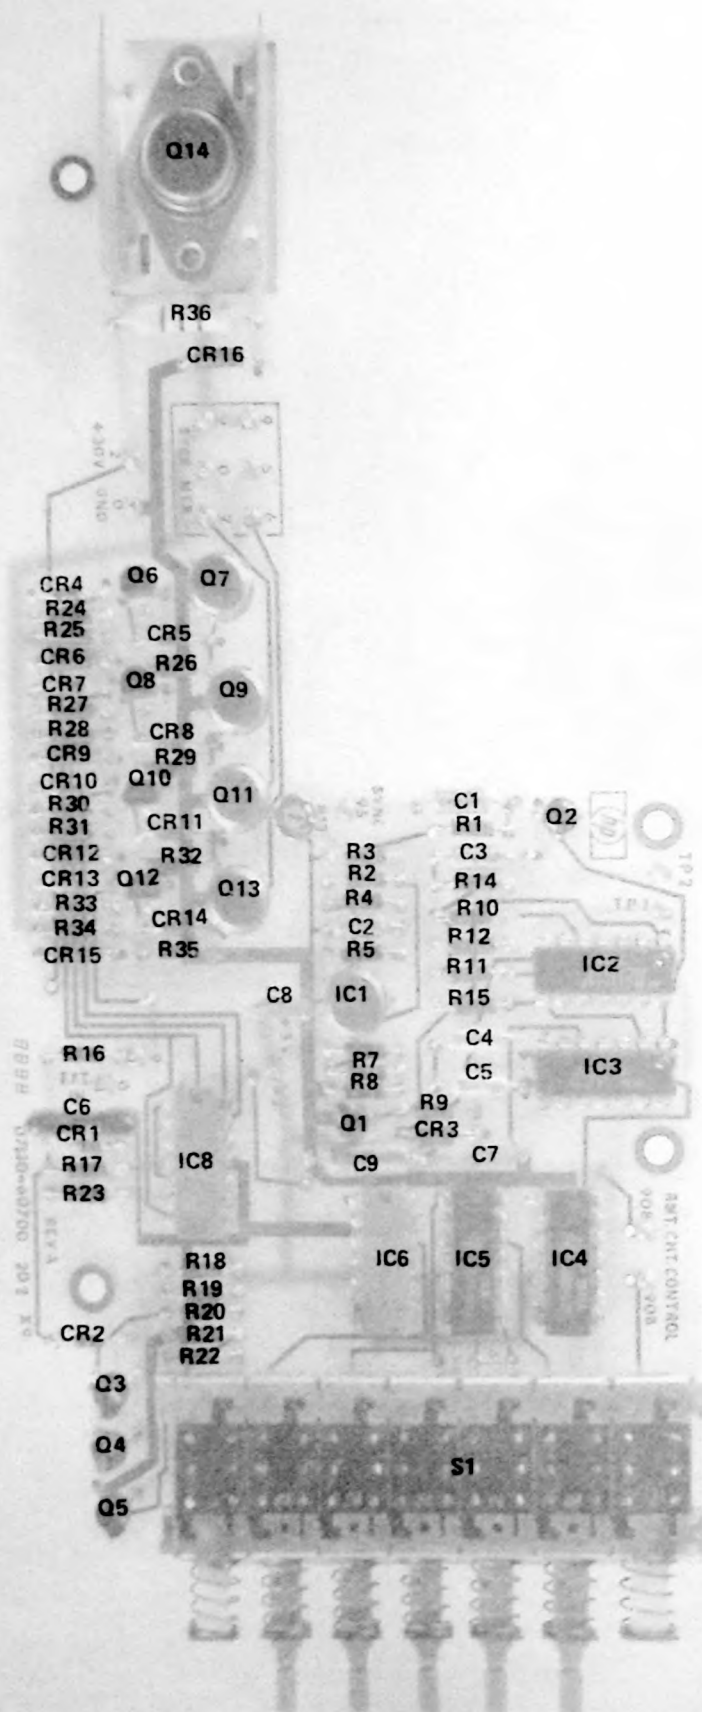 Q14
R36
CR16
+30V
GND
CR4 Q6 Q7
R24
R25 CR5
CR6 R26
CR7 Q8 Q9
R27
R28 CR8
CR9 R29
CR10 Q10 Q11
R30
R31 CR11
CR12 R32
CR13 Q12 Q13
R33
R34 CR14
CR15 R35
C1 Q2 hp
R1
R3 C3
R2 R14
R4 R10
C2 R12
R5 R11 IC2
C8 IC1 R15
TP2
TP1
C4
R16 R7 C5 IC3
R8
C6 R9
CR1 Q1 CR3
R17 IC8 C9 C7
R23
R18 IC6 IC5 IC4
R19
R20
CR2 R21
R22
Q3
Q4 S1
Q5